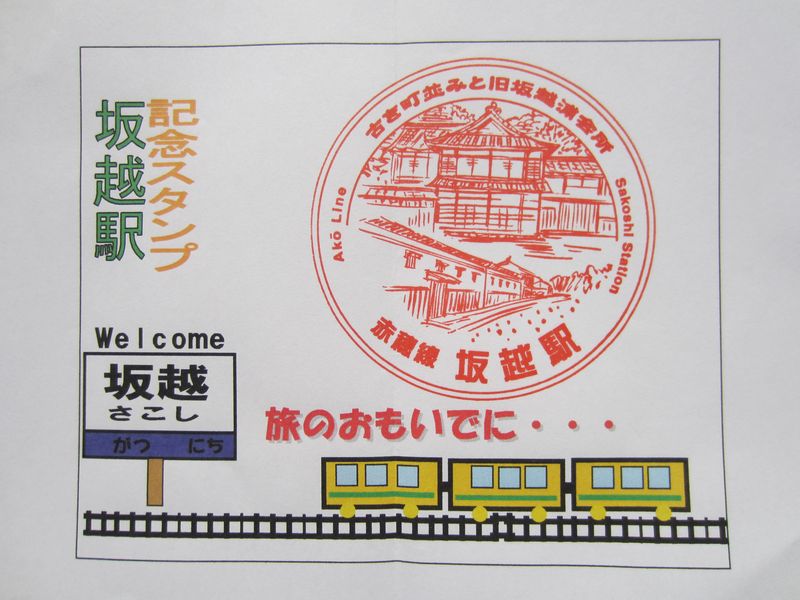 記念スタンプ
坂越駅
古き町並みと旧坂越浦会所
Akō Line
Sakoshi Station
赤穂線 坂越駅
Welcome
坂越
さこし
がつ にち
旅のおもいでに・・・